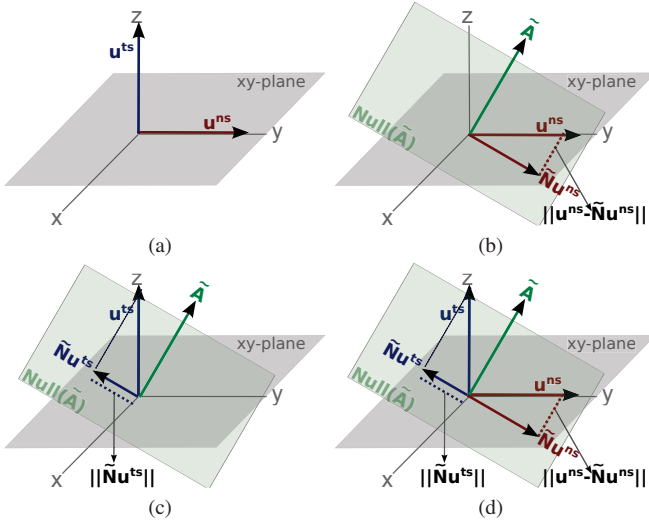 z
u^ts
xy-plane
u^ns
y
x
(a)
z
Ã
xy-plane
Null(Ã)
u^ns
y
Ñu^ns
x
||u^ns-Ñu^ns||
(b)
z
Ã
u^ts
xy-plane
Ñu^ts
Null(Ã)
y
x
||Ñu^ts||
(c)
z
Ã
u^ts
xy-plane
Ñu^ts
Null(Ã)
u^ns
y
Ñu^ns
x
||Ñu^ts||
||u^ns-Ñu^ns||
(d)